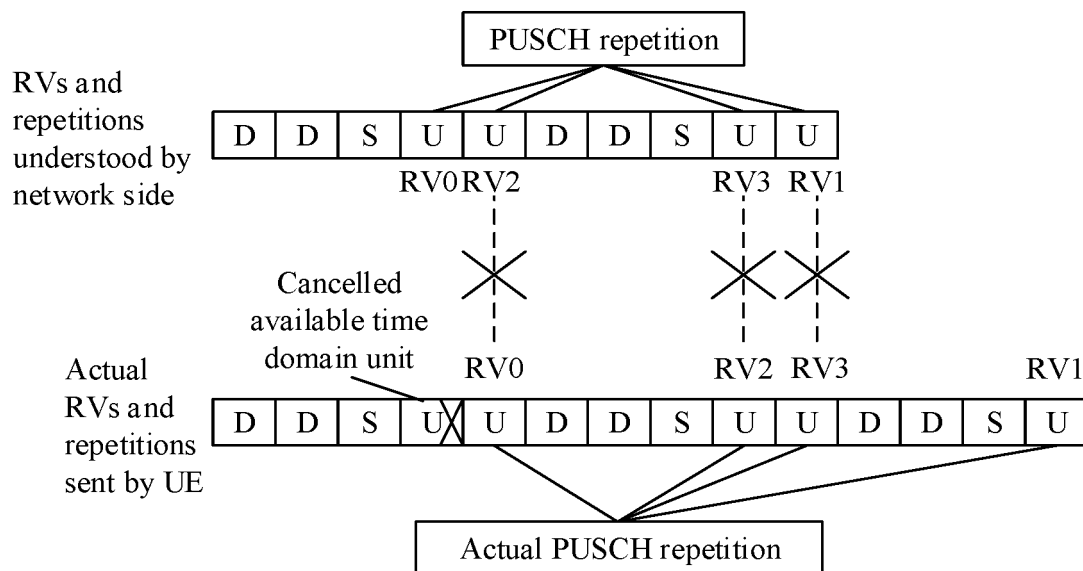 PUSCH repetition
RVs and
repetitions
understood by
network side
D D S U U D D S U U
RV0 RV2 RV3 RV1
Cancelled
available time
domain unit
RV0 RV2 RV3 RV1
Actual
RVs and
repetitions
sent by UE
D D S U U D D S U U D D S U
Actual PUSCH repetition